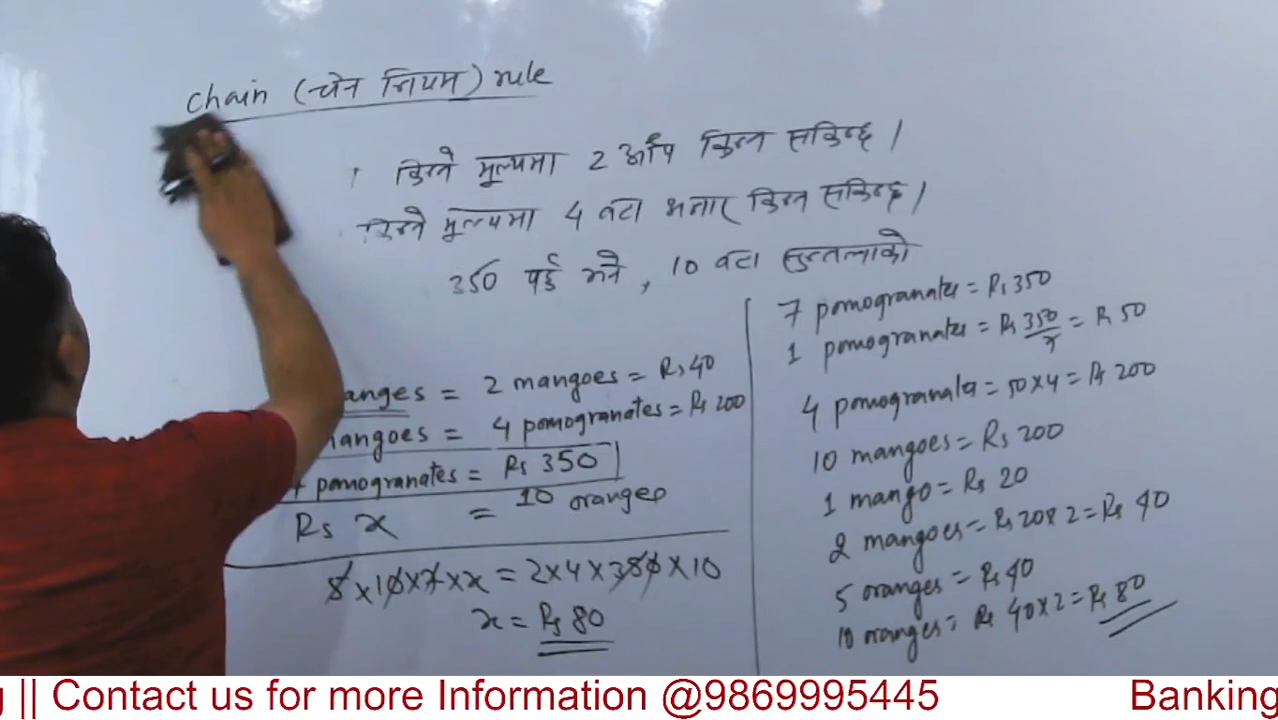 Chain (चेन नियम) rule
किन्ने मूल्यमा 2 आँप किन्न सकिन्छ ।
किन्ने मूल्यमा 4 वटा अनार किन्न सकिन्छ ।
350 पर्छ भने , 10 वटा सुन्तलाको
anges = 2 mangoes = Rs 40
mangoes = 4 pomogranates = Rs 200
7 pomogranates = Rs 350
Rs x = 10 oranges
8 x 10 x 7 x x = 2 x 4 x 350 x 10
x = Rs 80
7 pomogranates = Rs 350
1 pomogranates = Rs 350/7 = Rs 50
4 pomogranates = 50 x 4 = Rs 200
10 mangoes = Rs 200
1 mango = Rs 20
2 mangoes = Rs 20 x 2 = Rs 40
5 oranges = Rs 40
10 oranges = Rs 40 x 2 = Rs 80
g || Contact us for more Information @9869995445 Banking